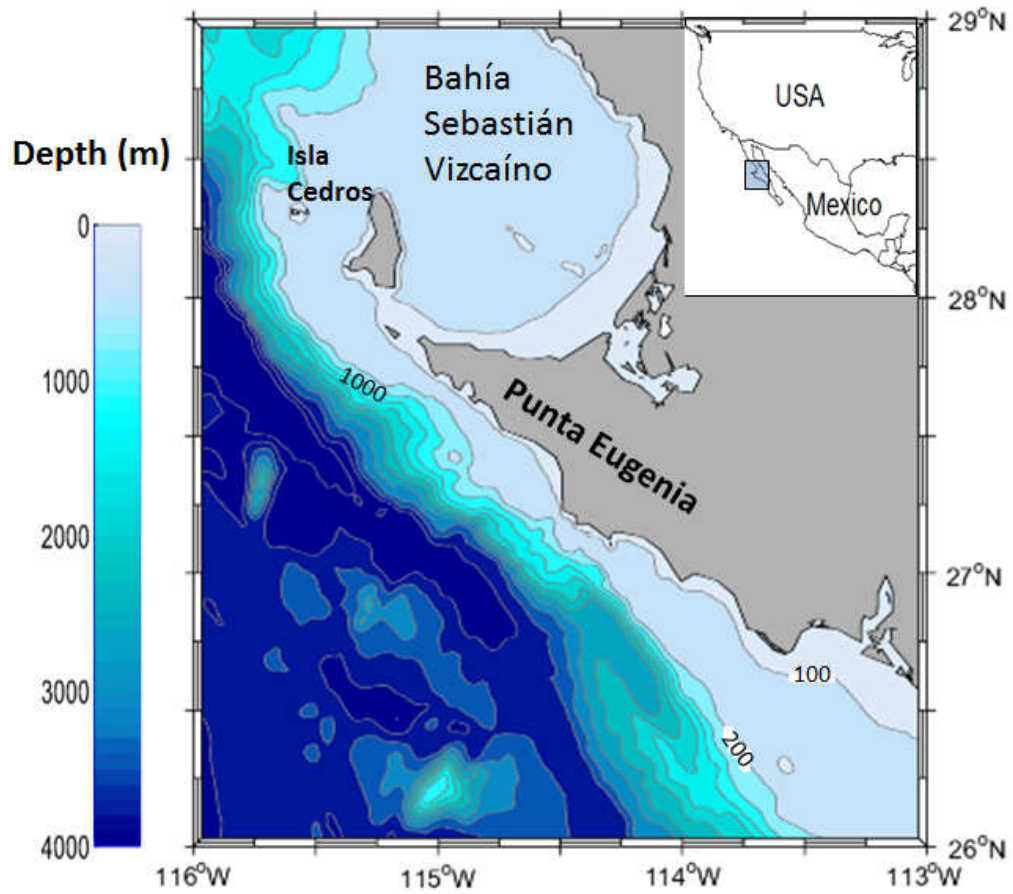 29°N
Bahía
Sebastián
Vizcaíno
USA
Mexico
Depth (m)
Isla
Cedros
0
1000
2000
3000
4000
28°N
1000
Punta Eugenia
27°N
100
200
26°N
116°W
115°W
114°W
113°W